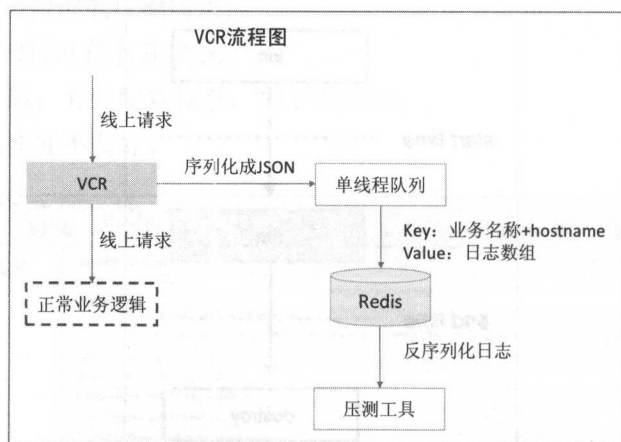 VCR流程图
线上请求
序列化成JSON
VCR
单线程队列
线上请求
Key：业务名称+hostname
Value：日志数组
正常业务逻辑
Redis
反序列化日志
压测工具